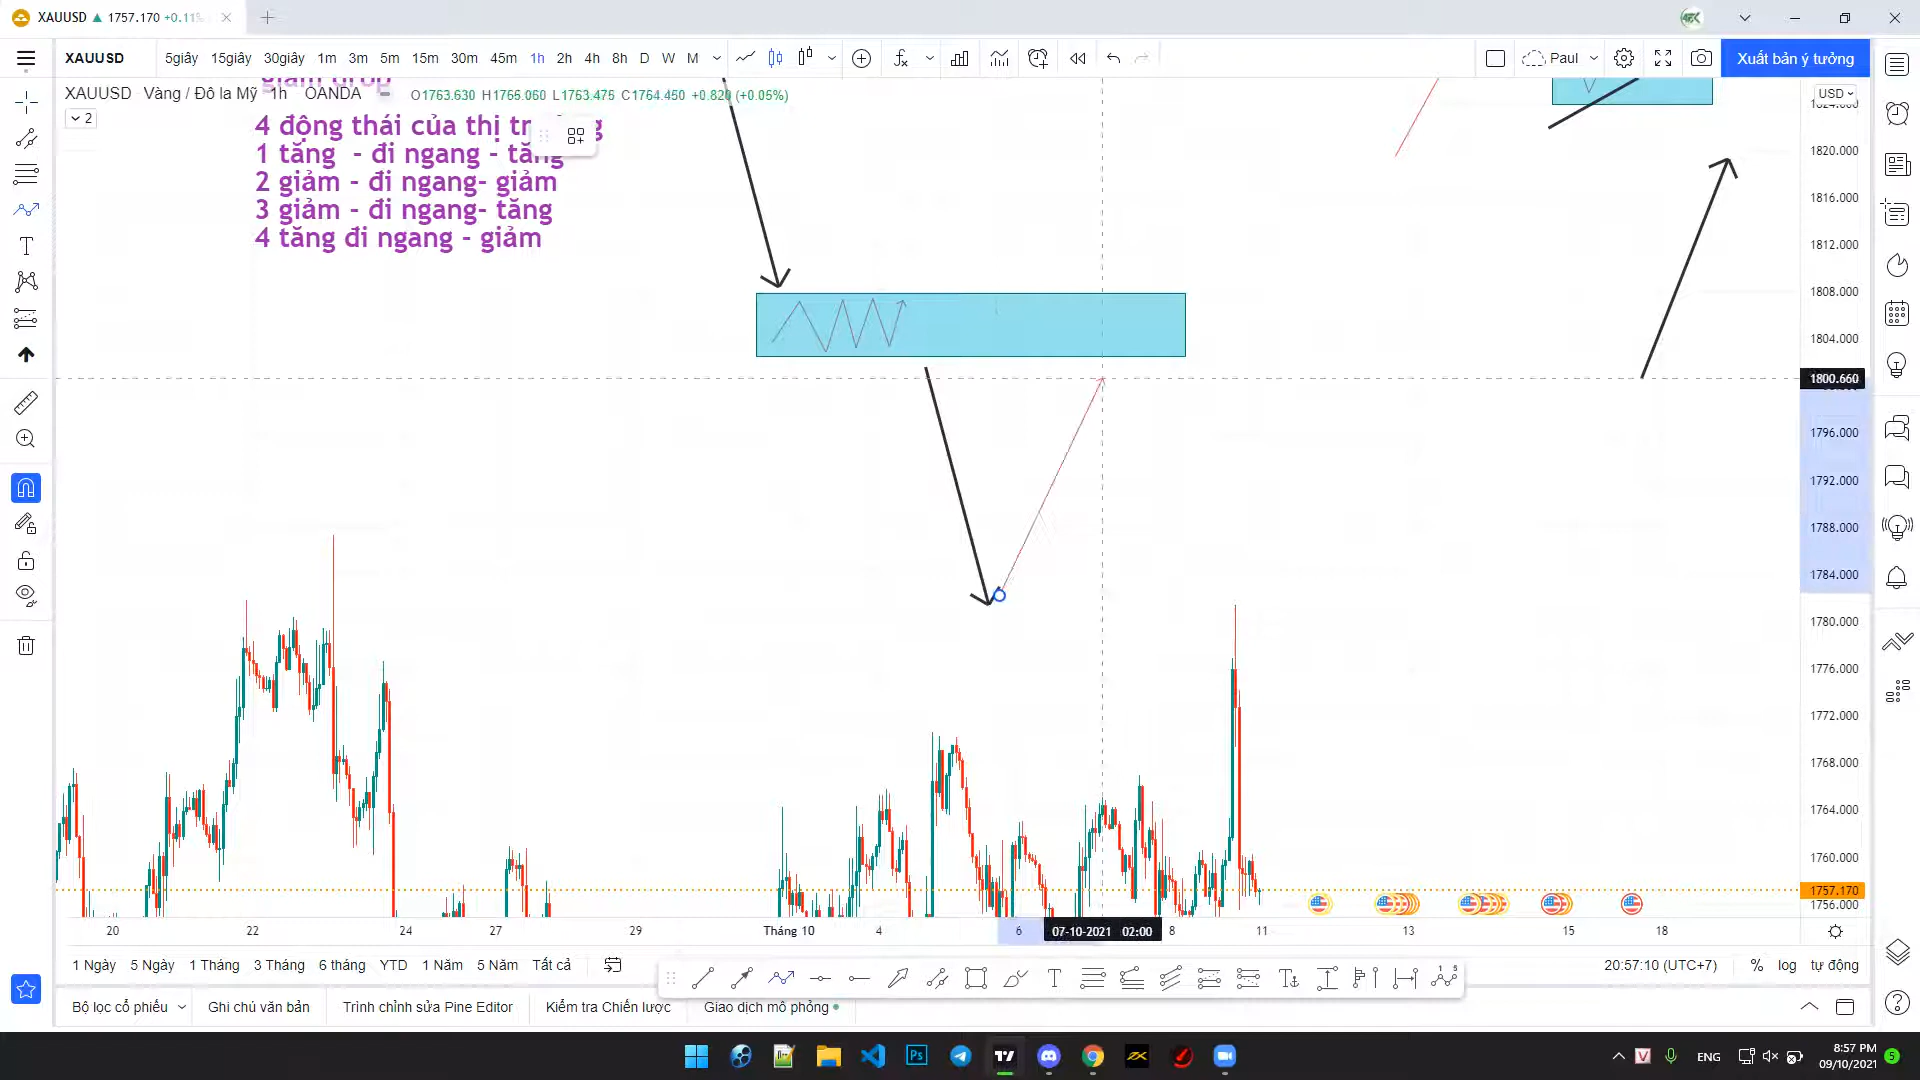 XAUUSD ▲ 1757.170 +0.11%
XAUUSD 5giây 15giây 30giây 1m 3m 5m 15m 30m 45m 1h 2h 4h 8h D W M Paul Xuất bản ý tưởng
giảm drop
XAUUSD Vàng / Đô la Mỹ 1h OANDA O1763.630 H1765.060 L1763.475 C1764.450 +0.820 (+0.05%)
USD
2
4 động thái của thị
1 tăng - đi ngang - tăng
2 giảm - đi ngang- giảm
3 giảm - đi ngang- tăng
4 tăng đi ngang - giảm
1824.000
1820.000
1816.000
1812.000
1808.000
1804.000
1800.660
1796.000
1792.000
1788.000
1784.000
1780.000
1776.000
1772.000
1768.000
1764.000
1760.000
1757.170
1756.000
20 22 24 27 29 Tháng 10 4 6 07-10-2021 02:00 8 11 13 15 18
1 Ngày 5 Ngày 1 Tháng 3 Tháng 6 tháng YTD 1 Năm 5 Năm Tất cả 20:57:10 (UTC+7) % log tự động
Bộ lọc cổ phiếu Ghi chú văn bản Trình chỉnh sửa Pine Editor Kiểm tra Chiến lược Giao dịch mô phỏng
ENG 8:57 PM
09/10/2021 5